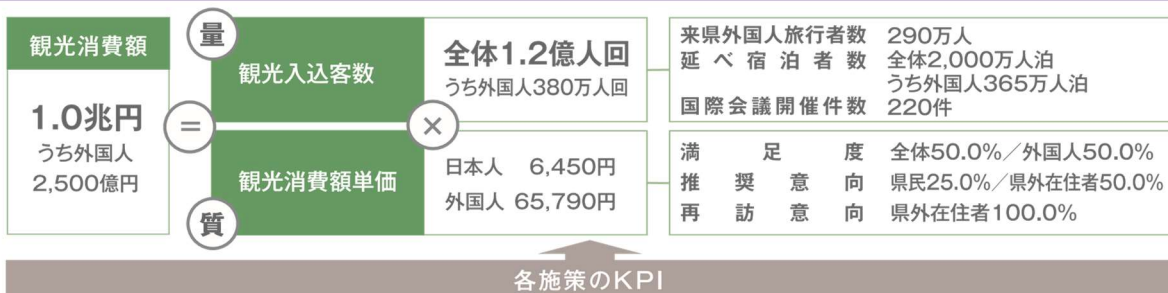 観光消費額
1.0兆円
うち外国人
2,500億円
=
量
観光入込客数
全体1.2億人回
うち外国人380万人回
×
質
観光消費額単価
日本人 6,450円
外国人 65,790円
来県外国人旅行者数 290万人
延べ宿泊者数 全体2,000万人泊
うち外国人365万人泊
国際会議開催件数 220件
満足度 全体50.0%/外国人50.0%
推奨意向 県民25.0%/県外在住者50.0%
再訪意向 県外在住者100.0%
各施策のKPI